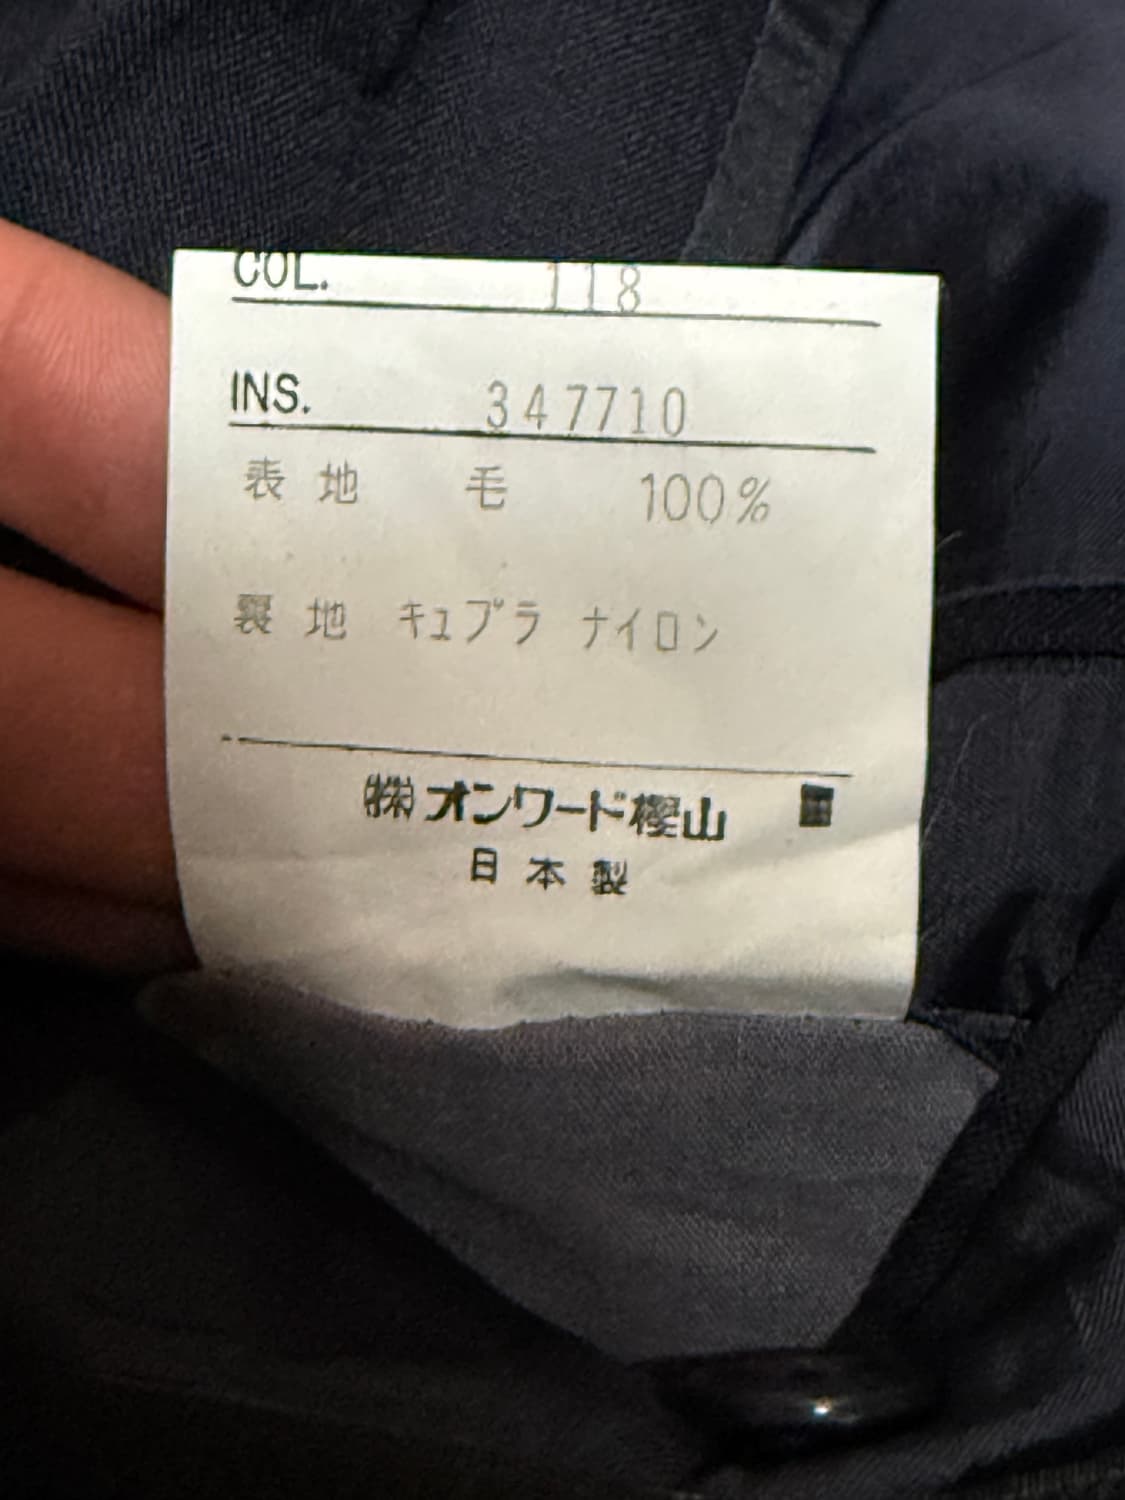 COL. 118
INS. 347710
表地 毛 100%
裏地 キュプラ ナイロン
㈱オンワード樫山
日本製